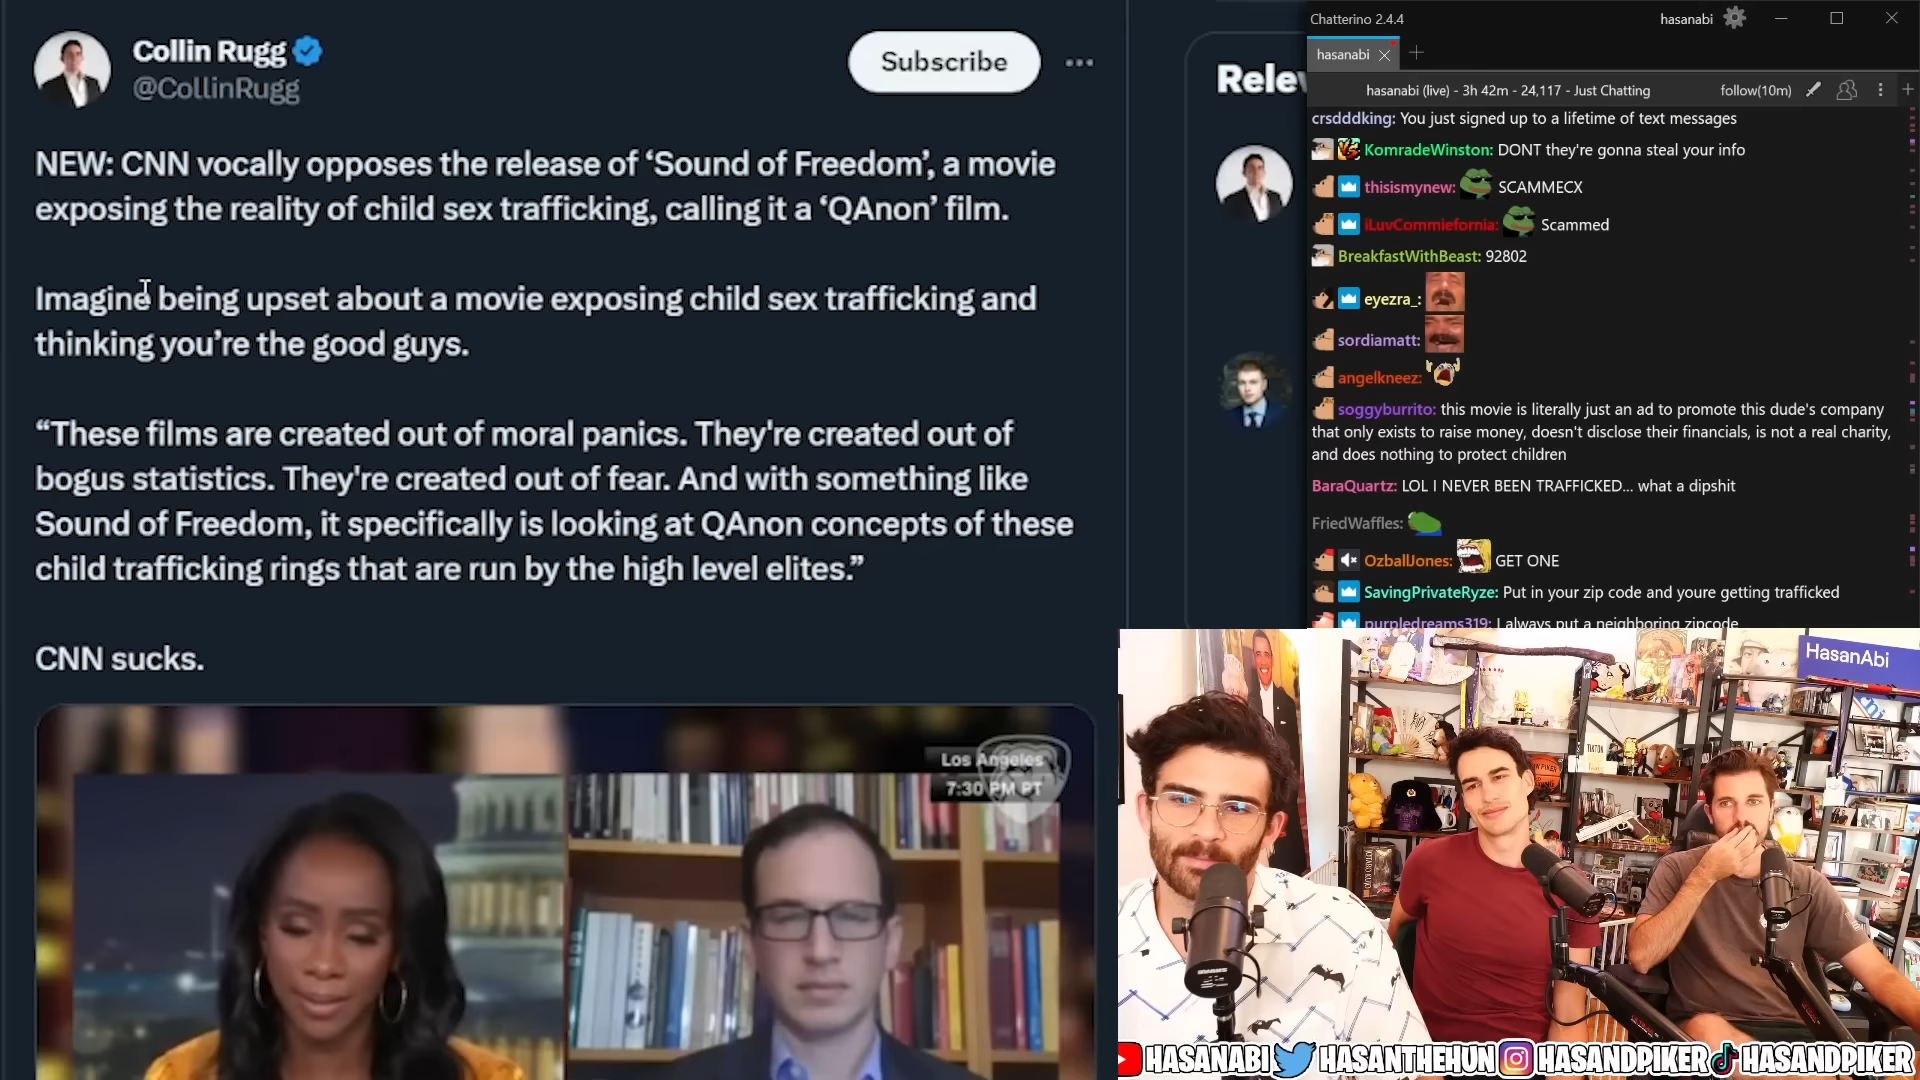 Collin Rugg
@CollinRugg
Subscribe
NEW: CNN vocally opposes the release of ‘Sound of Freedom’, a movie
exposing the reality of child sex trafficking, calling it a ‘QAnon’ film.
Imagine being upset about a movie exposing child sex trafficking and
thinking you’re the good guys.
“These films are created out of moral panics. They're created out of
bogus statistics. They're created out of fear. And with something like
Sound of Freedom, it specifically is looking at QAnon concepts of these
child trafficking rings that are run by the high level elites.”
CNN sucks.
Los Angeles
7:30 PM PT
Chatterino 2.4.4
hasanabi
hasanabi
hasanabi (live) - 3h 42m - 24,117 - Just Chatting
follow(10m)
crsdddking: You just signed up to a lifetime of text messages
KomradeWinston: DONT they're gonna steal your info
thisismynew: SCAMMECX
iLuvCommiefornia: Scammed
BreakfastWithBeast: 92802
eyezra_:
sordiamatt:
angelkneez:
soggyburrito: this movie is literally just an ad to promote this dude's company
that only exists to raise money, doesn't disclose their financials, is not a real charity,
and does nothing to protect children
BaraQuartz: LOL I NEVER BEEN TRAFFICKED... what a dipshit
FriedWaffles:
OzballJones: GET ONE
SavingPrivateRyze: Put in your zip code and youre getting trafficked
purpledreams319: I always put a neighboring zipcode
HasanAbi
HASANABI HASANTHEHUN HASANDPIKER HASANDPIKER